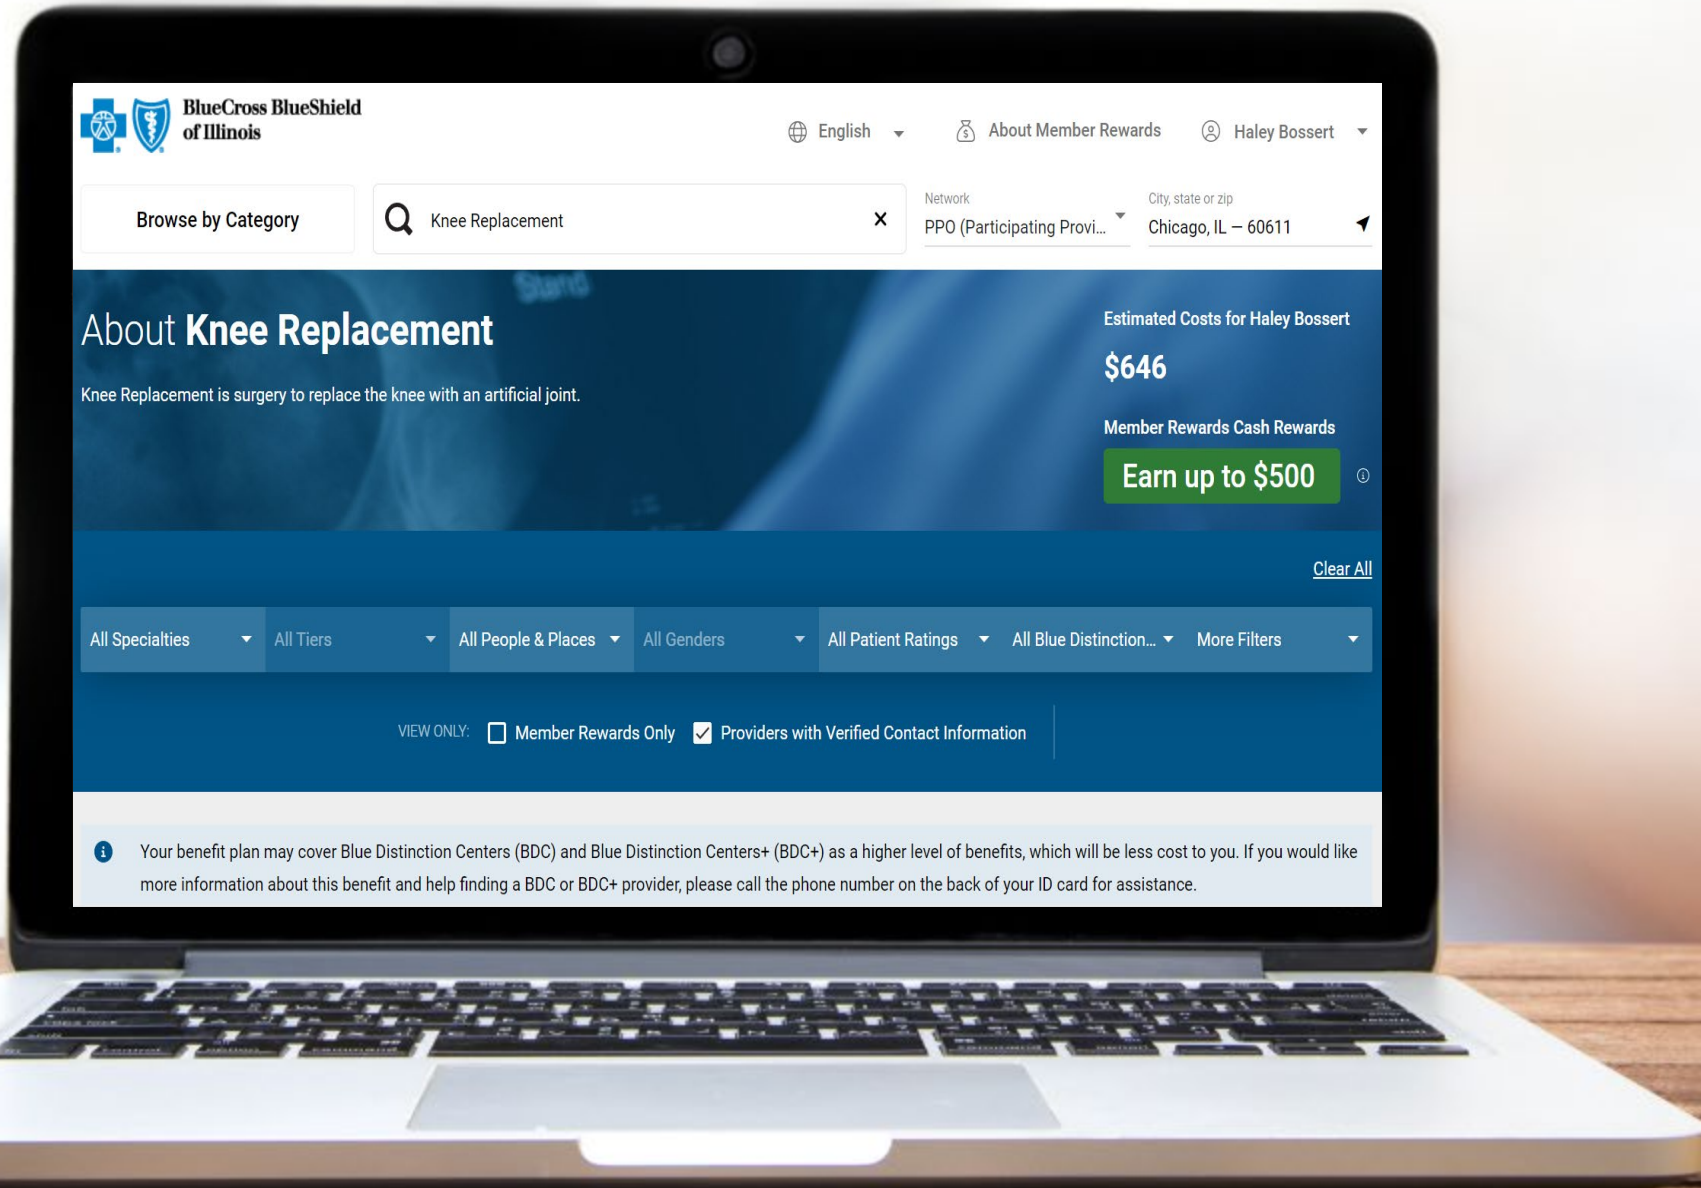 BlueCross BlueShield
of Illinois
English
About Member Rewards
Haley Bossert
Browse by Category
Knee Replacement
Network
PPO (Participating Provi...
City, state or zip
Chicago, IL — 60611
Stand
About Knee Replacement
Knee Replacement is surgery to replace the knee with an artificial joint.
Estimated Costs for Haley Bossert
$646
Member Rewards Cash Rewards
Earn up to $500
Clear All
All Specialties
All Tiers
All People & Places
All Genders
All Patient Ratings
All Blue Distinction...
More Filters
VIEW ONLY:
Member Rewards Only
Providers with Verified Contact Information
Your benefit plan may cover Blue Distinction Centers (BDC) and Blue Distinction Centers+ (BDC+) as a higher level of benefits, which will be less cost to you. If you would like
more information about this benefit and help finding a BDC or BDC+ provider, please call the phone number on the back of your ID card for assistance.